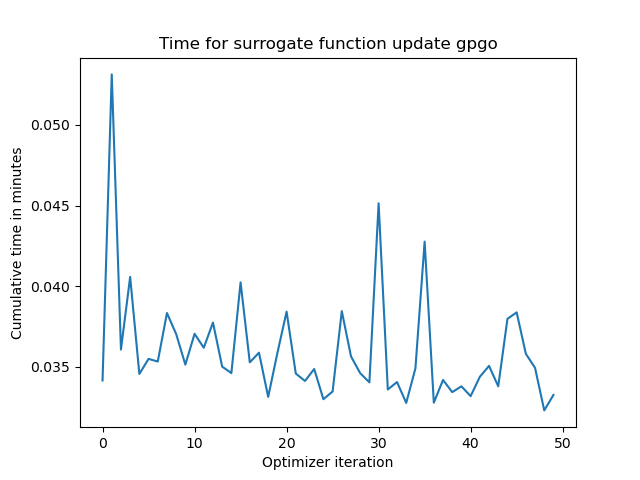 Time for surrogate function update gpgo
Cumulative time in minutes
0.050
0.045
0.040
0.035
0 10 20 30 40 50
Optimizer iteration